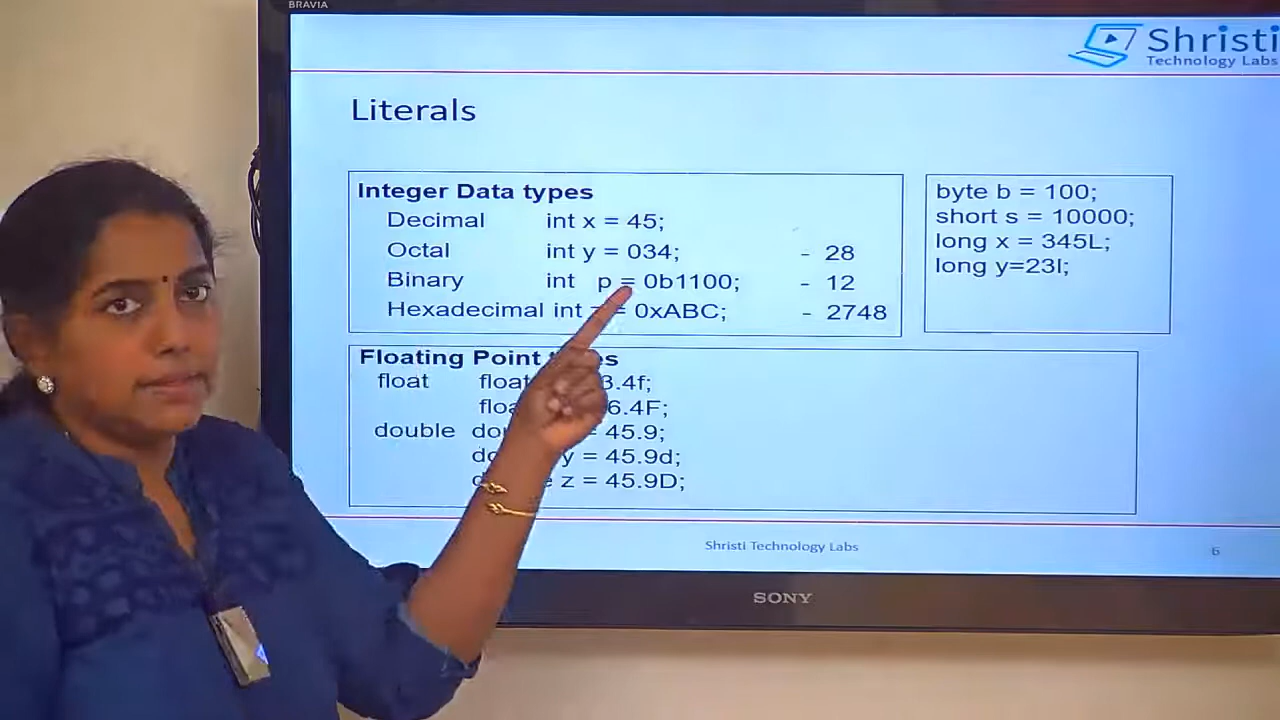 BRAVIA
Shristi
Technology Labs
Literals
Integer Data types
Decimal int x = 45;
Octal int y = 034; - 28
Binary int p = 0b1100; - 12
Hexadecimal int = 0xABC; - 2748
byte b = 100;
short s = 10000;
long x = 345L;
long y=23l;
Floating Point
float 3.4f;
6.4F;
double = 45.9;
y = 45.9d;
z = 45.9D;
Shristi Technology Labs
6
SONY